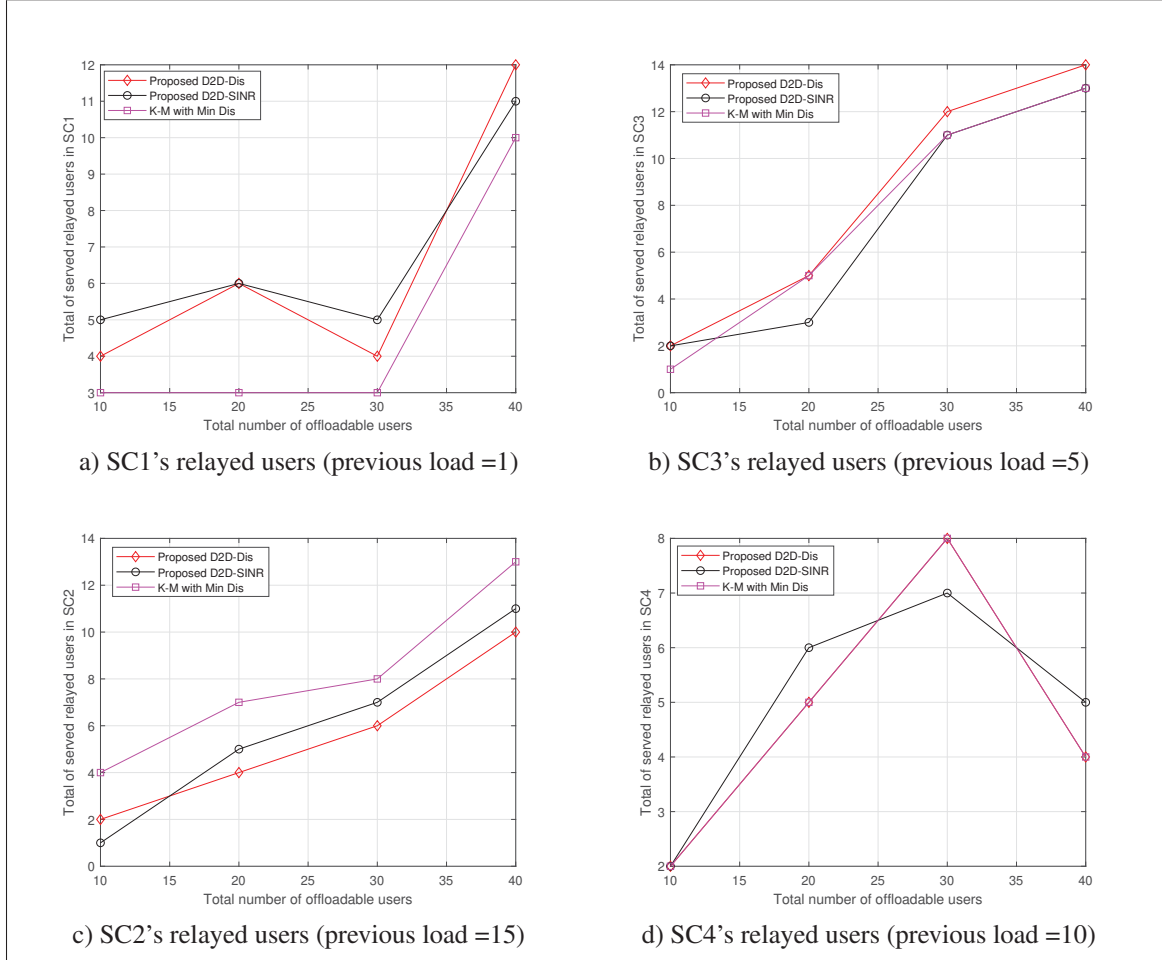 12
11
10
9
8
7
6
5
4
3
Total of served relayed users in SC1
Proposed D2D-Dis
Proposed D2D-SINR
K-M with Min Dis
10 15 20 25 30 35 40
Total number of offloadable users
a) SC1's relayed users (previous load =1)
14
12
10
8
6
4
2
0
Total of served relayed users in SC3
Proposed D2D-Dis
Proposed D2D-SINR
K-M with Min Dis
10 15 20 25 30 35 40
Total number of offloadable users
b) SC3's relayed users (previous load =5)
14
12
10
8
6
4
2
0
Total of served relayed users in SC2
Proposed D2D-Dis
Proposed D2D-SINR
K-M with Min Dis
10 15 20 25 30 35 40
Total number of offloadable users
c) SC2's relayed users (previous load =15)
8
7
6
5
4
3
2
Total of served relayed users in SC4
Proposed D2D-Dis
Proposed D2D-SINR
K-M with Min Dis
10 15 20 25 30 35 40
Total number of offloadable users
d) SC4's relayed users (previous load =10)